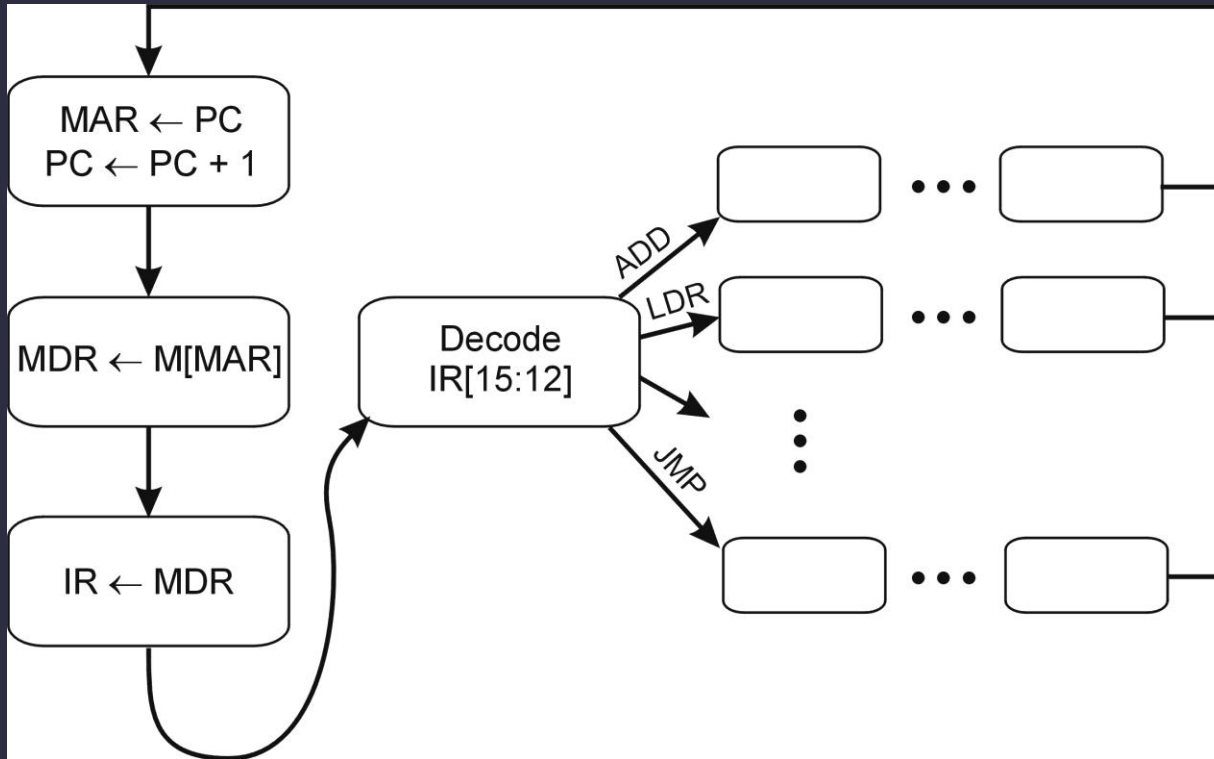 MAR ← PC
PC ← PC + 1
MDR ← M[MAR]
IR ← MDR
Decode
IR[15:12]
ADD
LDR
JMP